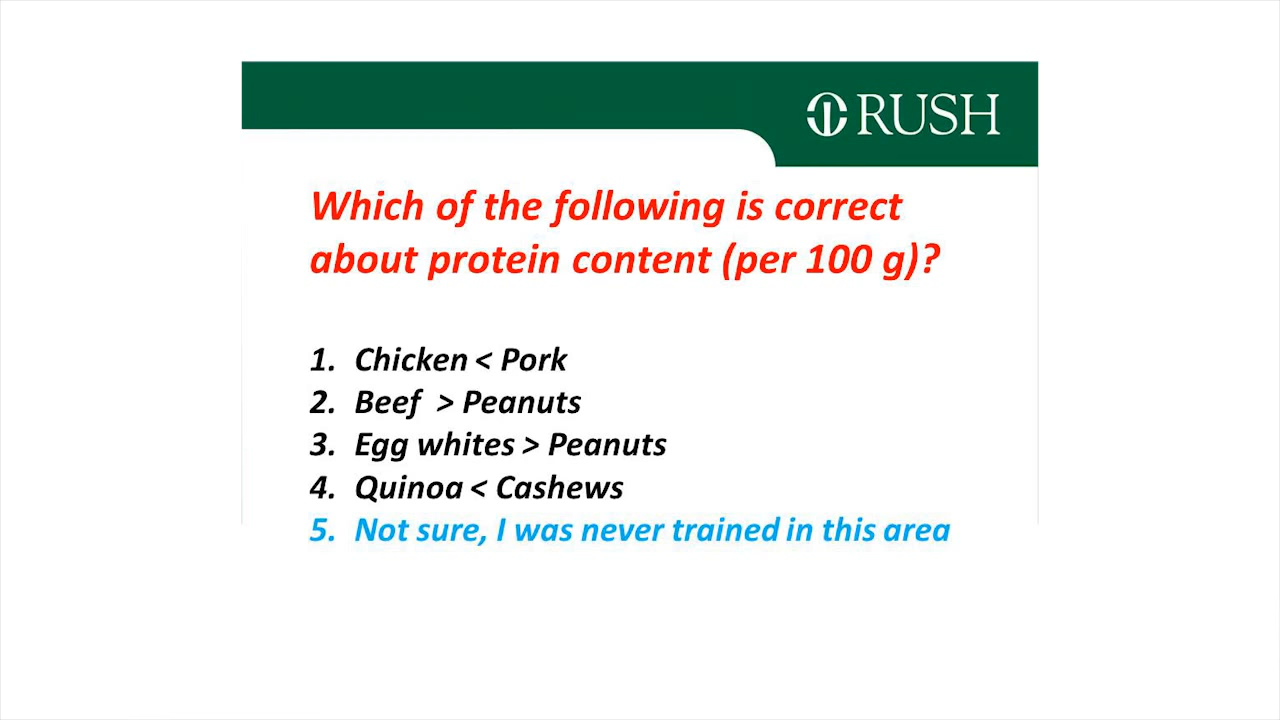 RUSH
Which of the following is correct
about protein content (per 100 g)?
1. Chicken < Pork
2. Beef > Peanuts
3. Egg whites > Peanuts
4. Quinoa < Cashews
5. Not sure, I was never trained in this area